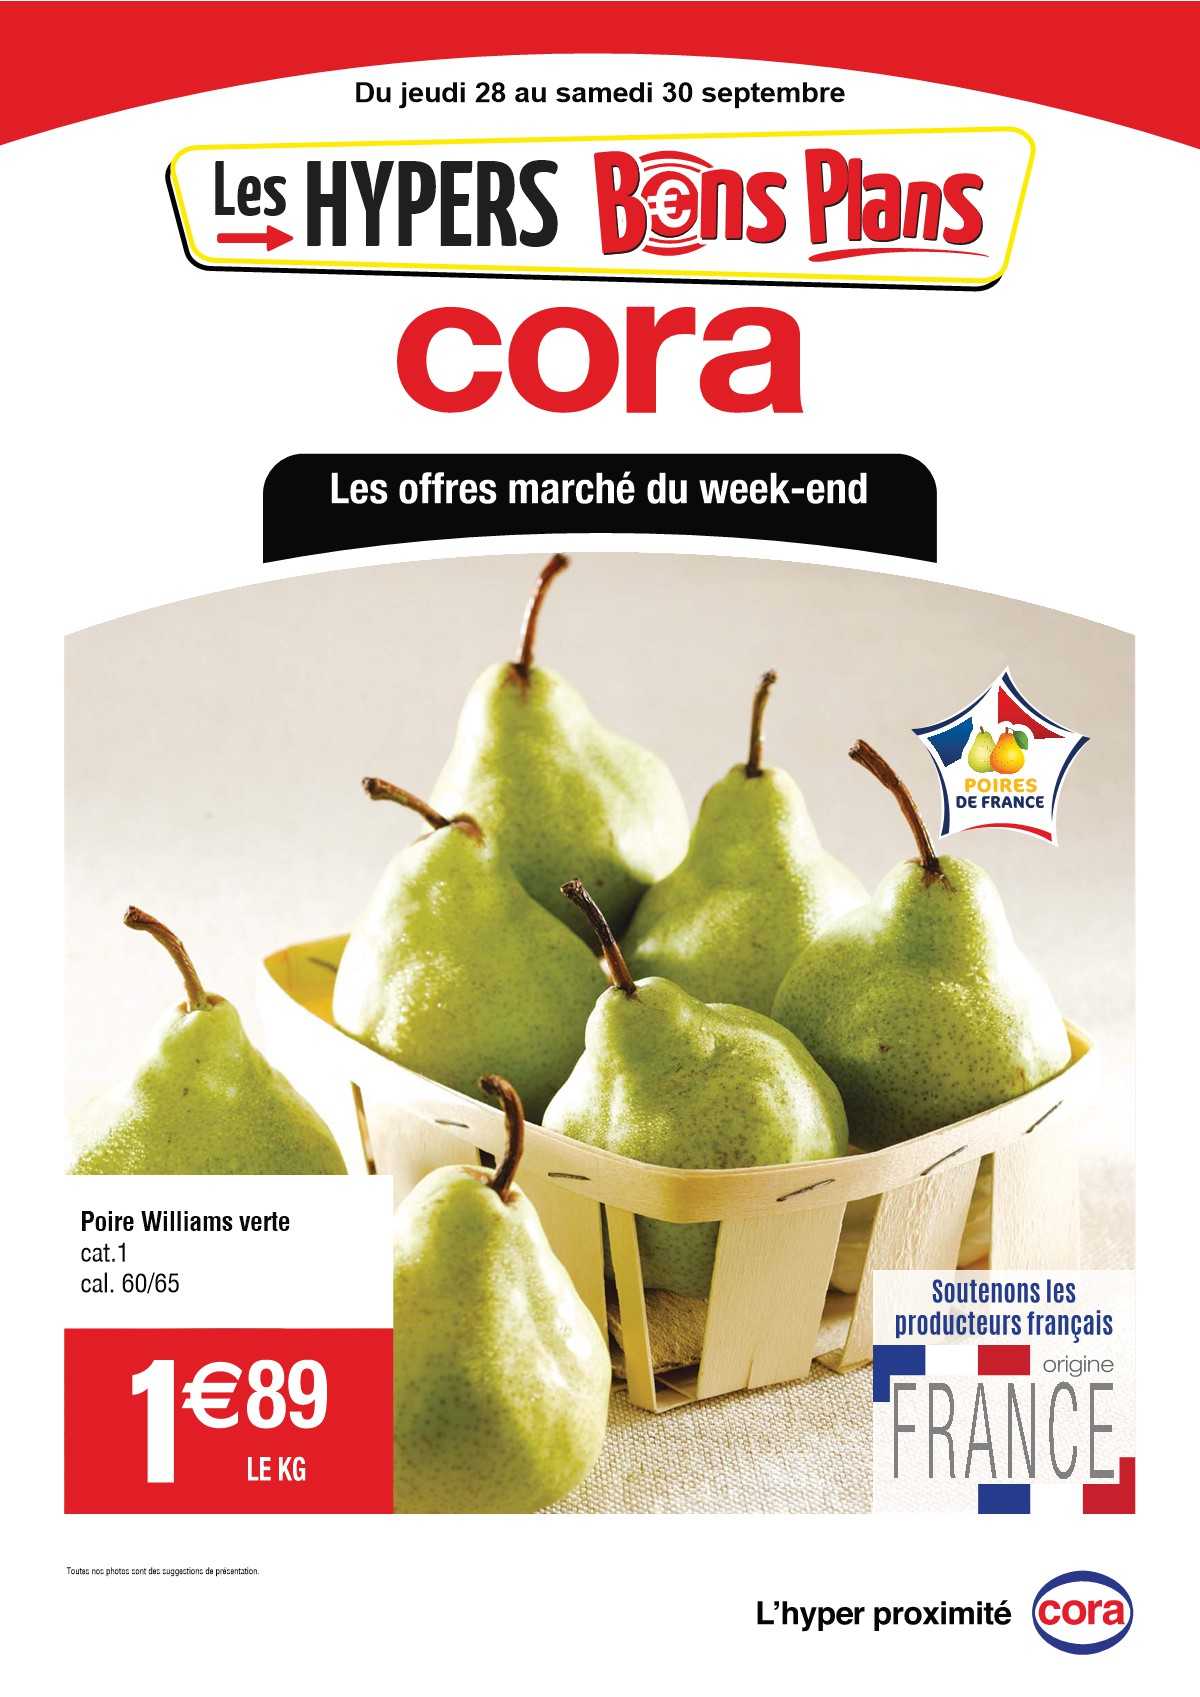 Du jeudi 28 au samedi 30 septembre
Les HYPERS Bons Plans
cora
Les offres marché du week-end
POIRES
DE FRANCE
Poire Williams verte
cat.1
cal. 60/65
1€89
LE KG
Soutenons les
producteurs français
origine
FRANCE
Toutes nos photos sont des suggestions de présentation.
L'hyper proximité cora